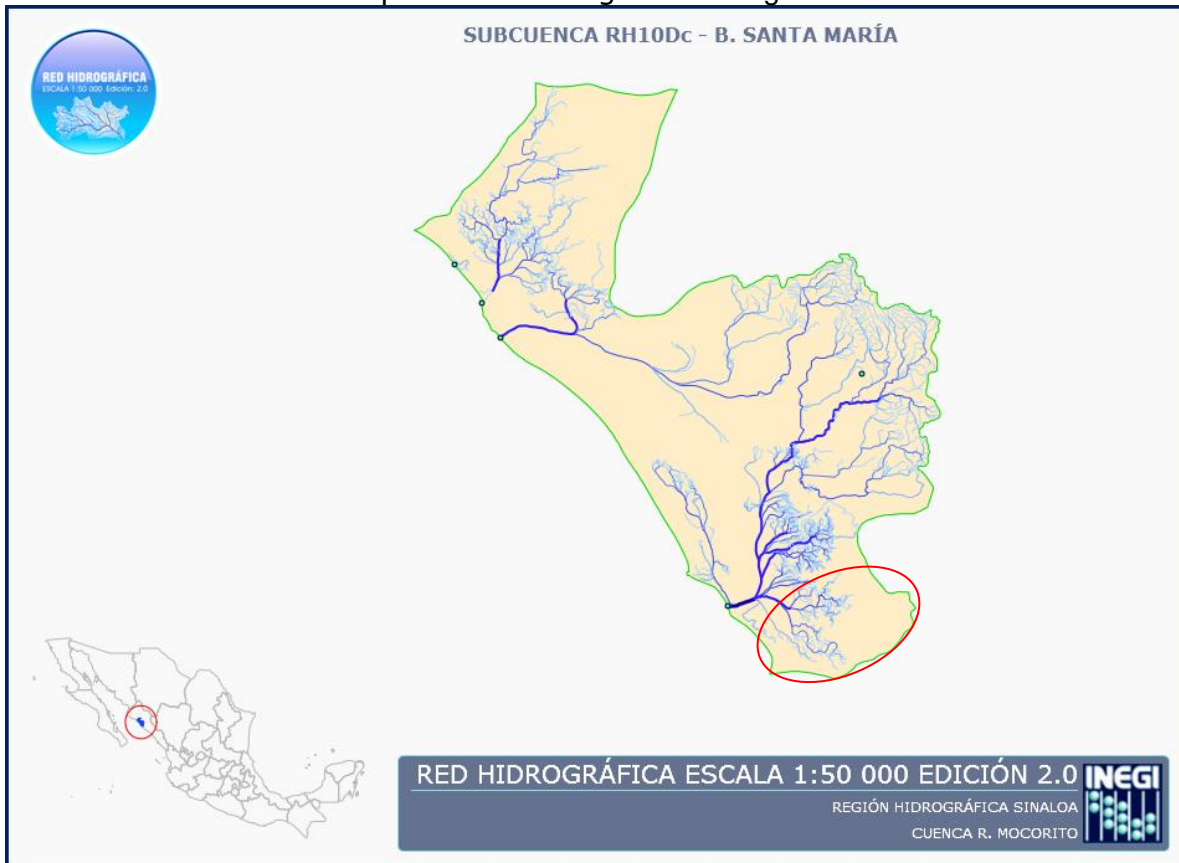 SUBCUENCA RH10Dc - B. SANTA MARÍA
RED HIDROGRÁFICA
ESCALA 1:50 000 Edición: 2.0
RED HIDROGRÁFICA ESCALA 1:50 000 EDICIÓN 2.0
INEGI
REGIÓN HIDROGRÁFICA SINALOA
CUENCA R. MOCORITO